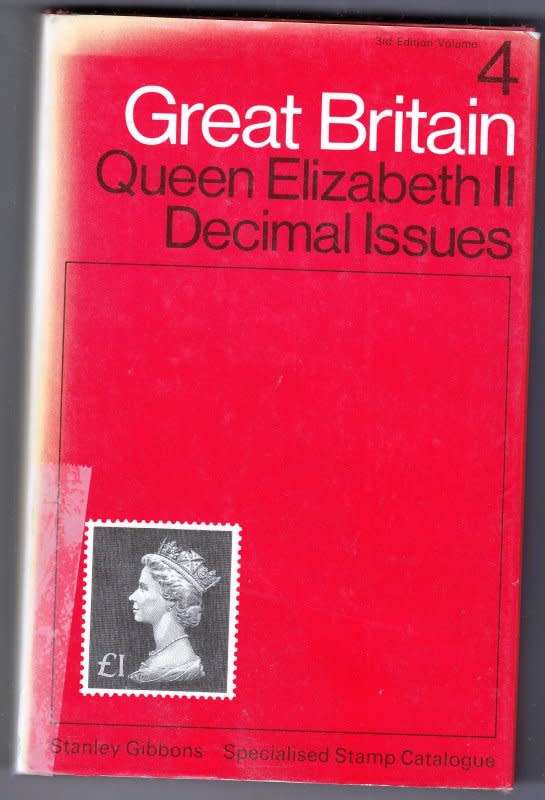 3rd Edition Volume 4
Great Britain
Queen Elizabeth II
Decimal Issues
£1
Stanley Gibbons Specialised Stamp Catalogue